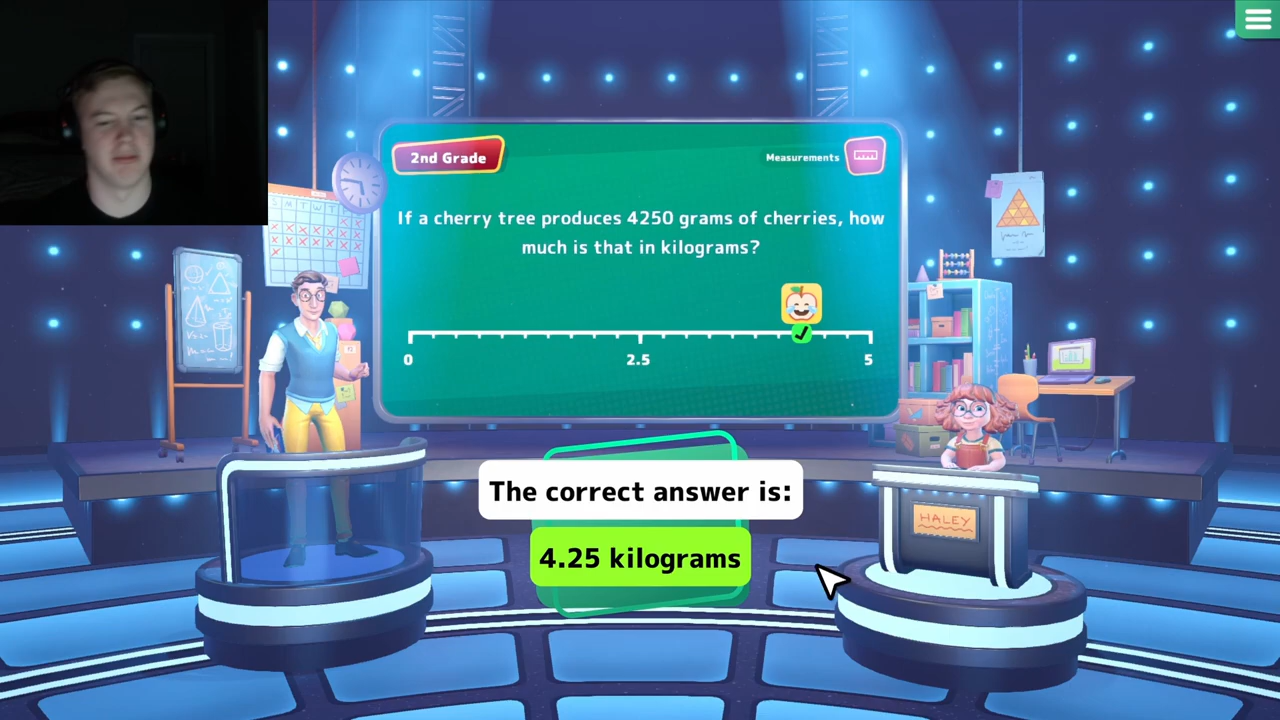 2nd Grade
Measurements
If a cherry tree produces 4250 grams of cherries, how
much is that in kilograms?
0
2.5
5
S M T W T
The correct answer is:
4.25 kilograms
HALEY